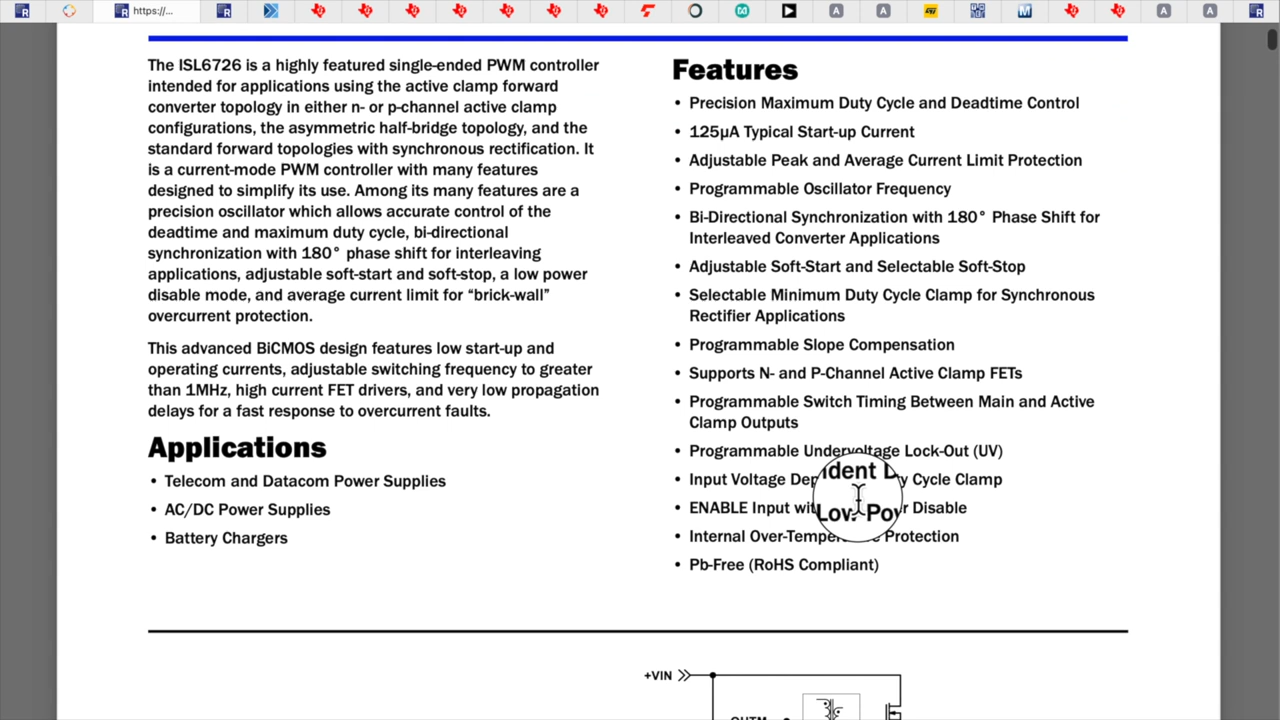 https://...
The ISL6726 is a highly featured single-ended PWM controller
intended for applications using the active clamp forward
converter topology in either n- or p-channel active clamp
configurations, the asymmetric half-bridge topology, and the
standard forward topologies with synchronous rectification. It
is a current-mode PWM controller with many features
designed to simplify its use. Among its many features are a
precision oscillator which allows accurate control of the
deadtime and maximum duty cycle, bi-directional
synchronization with 180° phase shift for interleaving
applications, adjustable soft-start and soft-stop, a low power
disable mode, and average current limit for “brick-wall”
overcurrent protection.
This advanced BiCMOS design features low start-up and
operating currents, adjustable switching frequency to greater
than 1MHz, high current FET drivers, and very low propagation
delays for a fast response to overcurrent faults.
Applications
• Telecom and Datacom Power Supplies
• AC/DC Power Supplies
• Battery Chargers
Features
• Precision Maximum Duty Cycle and Deadtime Control
• 125µA Typical Start-up Current
• Adjustable Peak and Average Current Limit Protection
• Programmable Oscillator Frequency
• Bi-Directional Synchronization with 180° Phase Shift for
Interleaved Converter Applications
• Adjustable Soft-Start and Selectable Soft-Stop
• Selectable Minimum Duty Cycle Clamp for Synchronous
Rectifier Applications
• Programmable Slope Compensation
• Supports N- and P-Channel Active Clamp FETs
• Programmable Switch Timing Between Main and Active
Clamp Outputs
• Programmable Undervoltage Lock-Out (UV)
• Input Voltage Dependent Duty Cycle Clamp
• ENABLE Input with Low Power Disable
• Internal Over-Temperature Protection
• Pb-Free (RoHS Compliant)
+VIN
OUTM